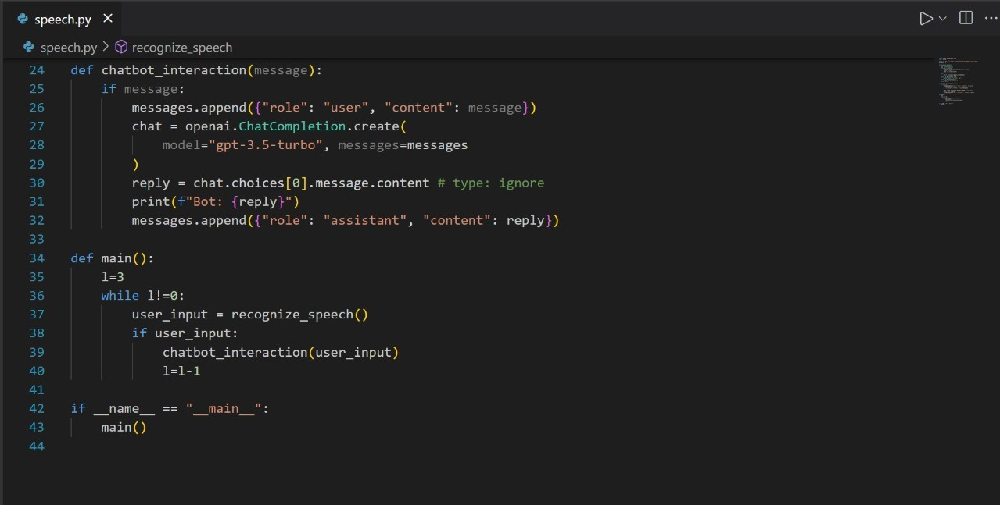 speech.py
speech.py > recognize_speech
24 def chatbot_interaction(message):
25     if message:
26         messages.append({"role": "user", "content": message})
27         chat = openai.ChatCompletion.create(
28             model="gpt-3.5-turbo", messages=messages
29         )
30         reply = chat.choices[0].message.content # type: ignore
31         print(f"Bot: {reply}")
32         messages.append({"role": "assistant", "content": reply})
33
34 def main():
35     l=3
36     while l!=0:
37         user_input = recognize_speech()
38         if user_input:
39             chatbot_interaction(user_input)
40             l=l-1
41
42 if __name__ == "__main__":
43     main()
44